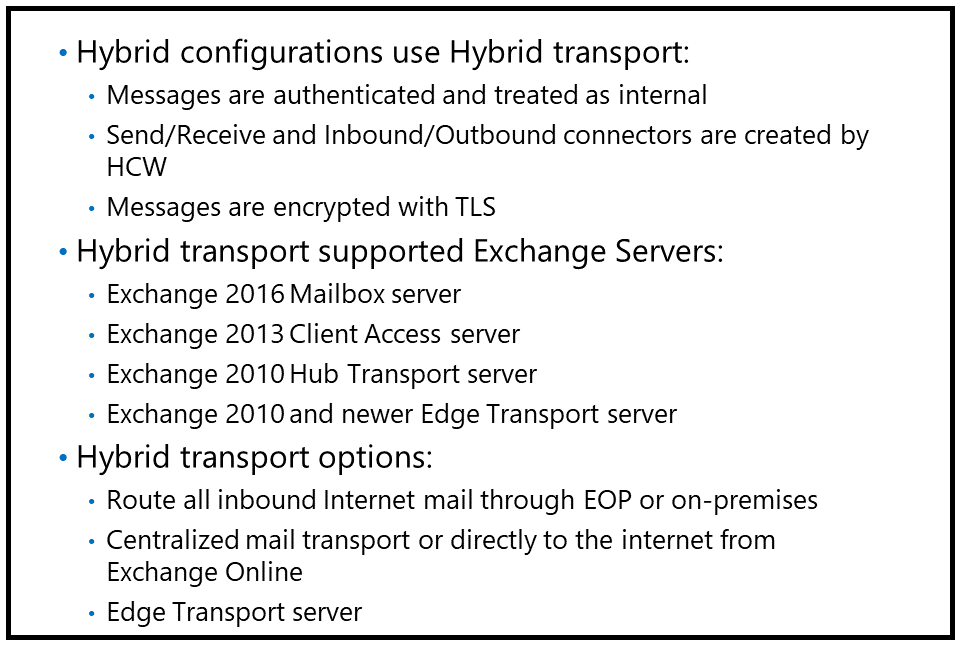 • Hybrid configurations use Hybrid transport:
• Messages are authenticated and treated as internal
• Send/Receive and Inbound/Outbound connectors are created by
HCW
• Messages are encrypted with TLS
• Hybrid transport supported Exchange Servers:
• Exchange 2016 Mailbox server
• Exchange 2013 Client Access server
• Exchange 2010 Hub Transport server
• Exchange 2010 and newer Edge Transport server
• Hybrid transport options:
• Route all inbound Internet mail through EOP or on-premises
• Centralized mail transport or directly to the internet from
Exchange Online
• Edge Transport server